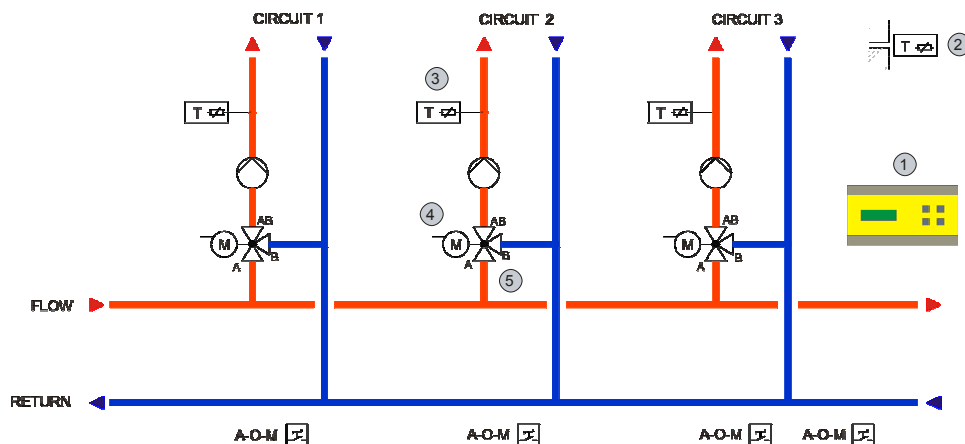 CIRCUIT 1
CIRCUIT 2
CIRCUIT 3
T
2
3
T
T
T
1
AB
4
AB
AB
M
M
M
A
B
A
B
A
B
5
FLOW
RETURN
A-O-M
A-O-M
A-O-M
A-O-M